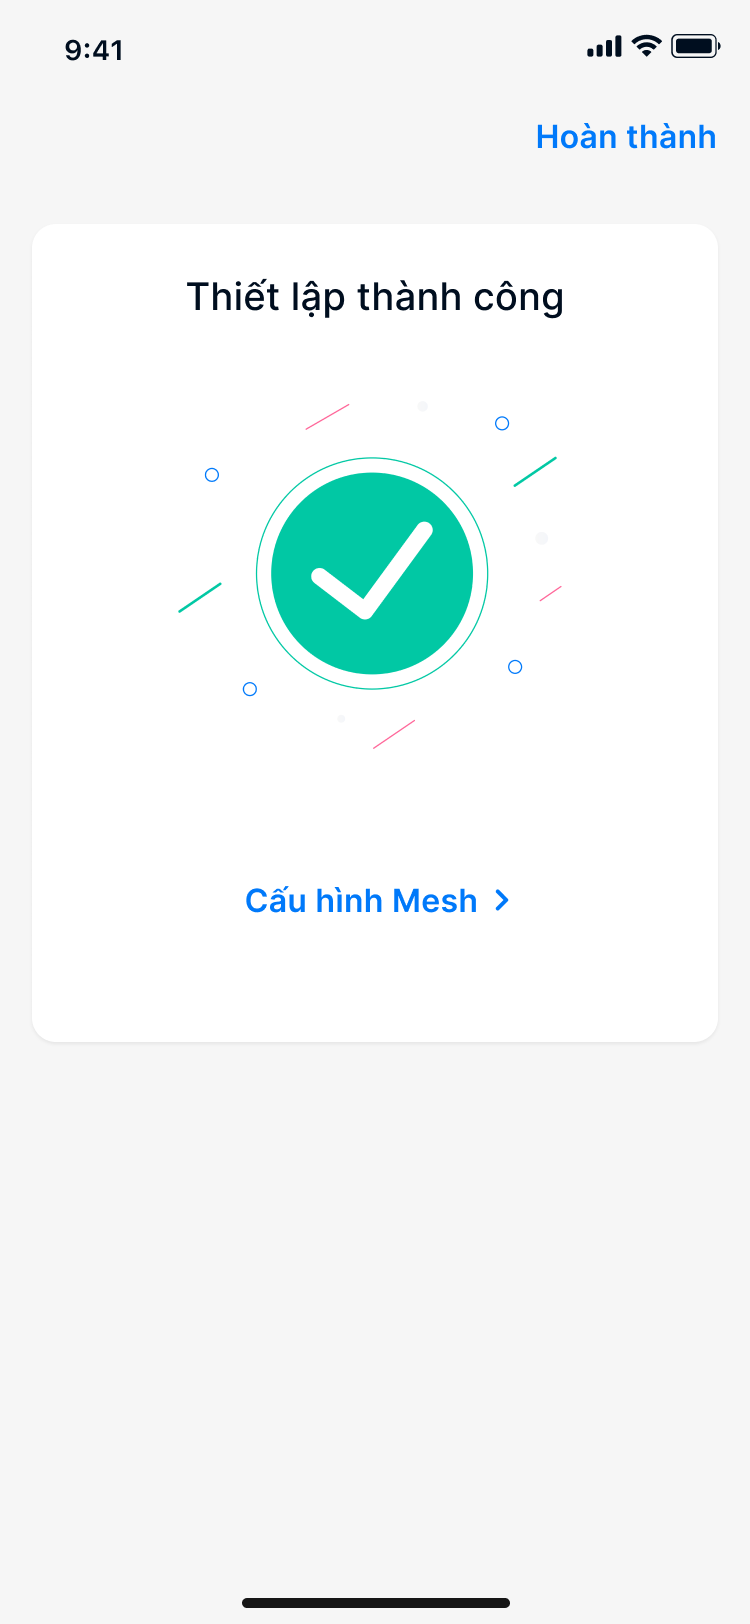 9:41
Hoàn thành
Thiết lập thành công
Cấu hình Mesh